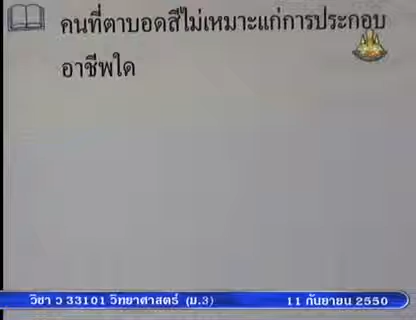 คนที่ตาบอดสีไม่เหมาะแก่การประกอบ
อาชีพใด
วิชา ว 33101 วิทยาศาสตร์ (ม.3) 11 กันยายน 2550